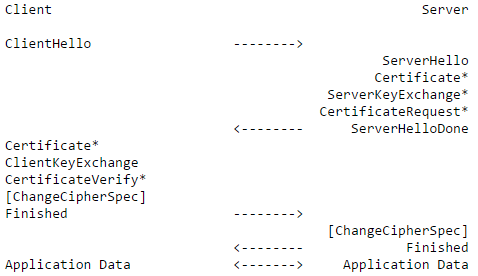 Client                                               Server

ClientHello                  -------->
                                                ServerHello
                                               Certificate*
                                         ServerKeyExchange*
                                        CertificateRequest*
                             <--------      ServerHelloDone
Certificate*
ClientKeyExchange
CertificateVerify*
[ChangeCipherSpec]
Finished                     -------->
                                         [ChangeCipherSpec]
                             <--------             Finished
Application Data             <------->     Application Data